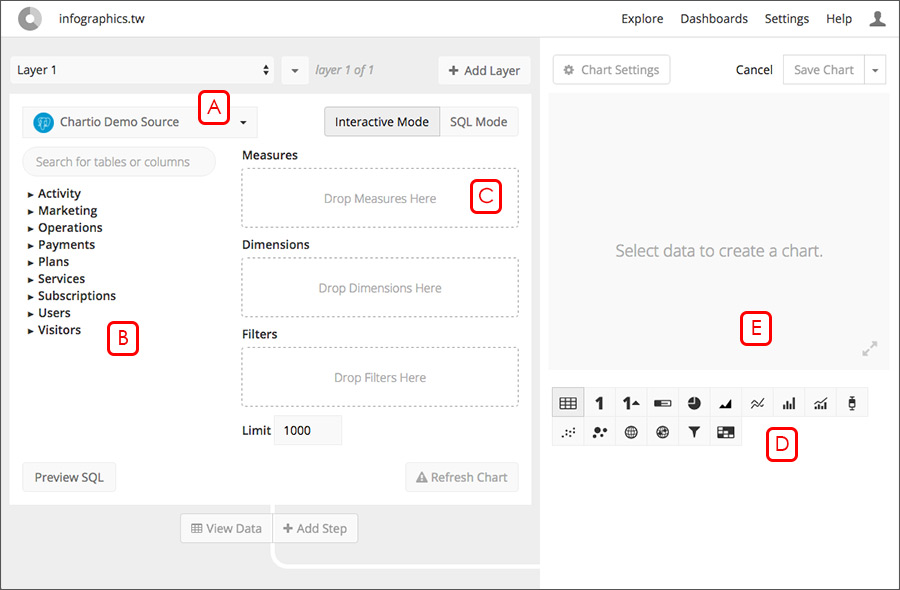 infographics.tw
Explore Dashboards Settings Help
Layer 1
layer 1 of 1
+ Add Layer
Chart Settings
Cancel
Save Chart
A
Chartio Demo Source
Interactive Mode
SQL Mode
Search for tables or columns
Activity
Marketing
Operations
Payments
Plans
Services
Subscriptions
Users
Visitors
B
Measures
Drop Measures Here
C
Dimensions
Drop Dimensions Here
Filters
Drop Filters Here
Limit 1000
Preview SQL
Refresh Chart
View Data
+ Add Step
Select data to create a chart.
E
1
1
D